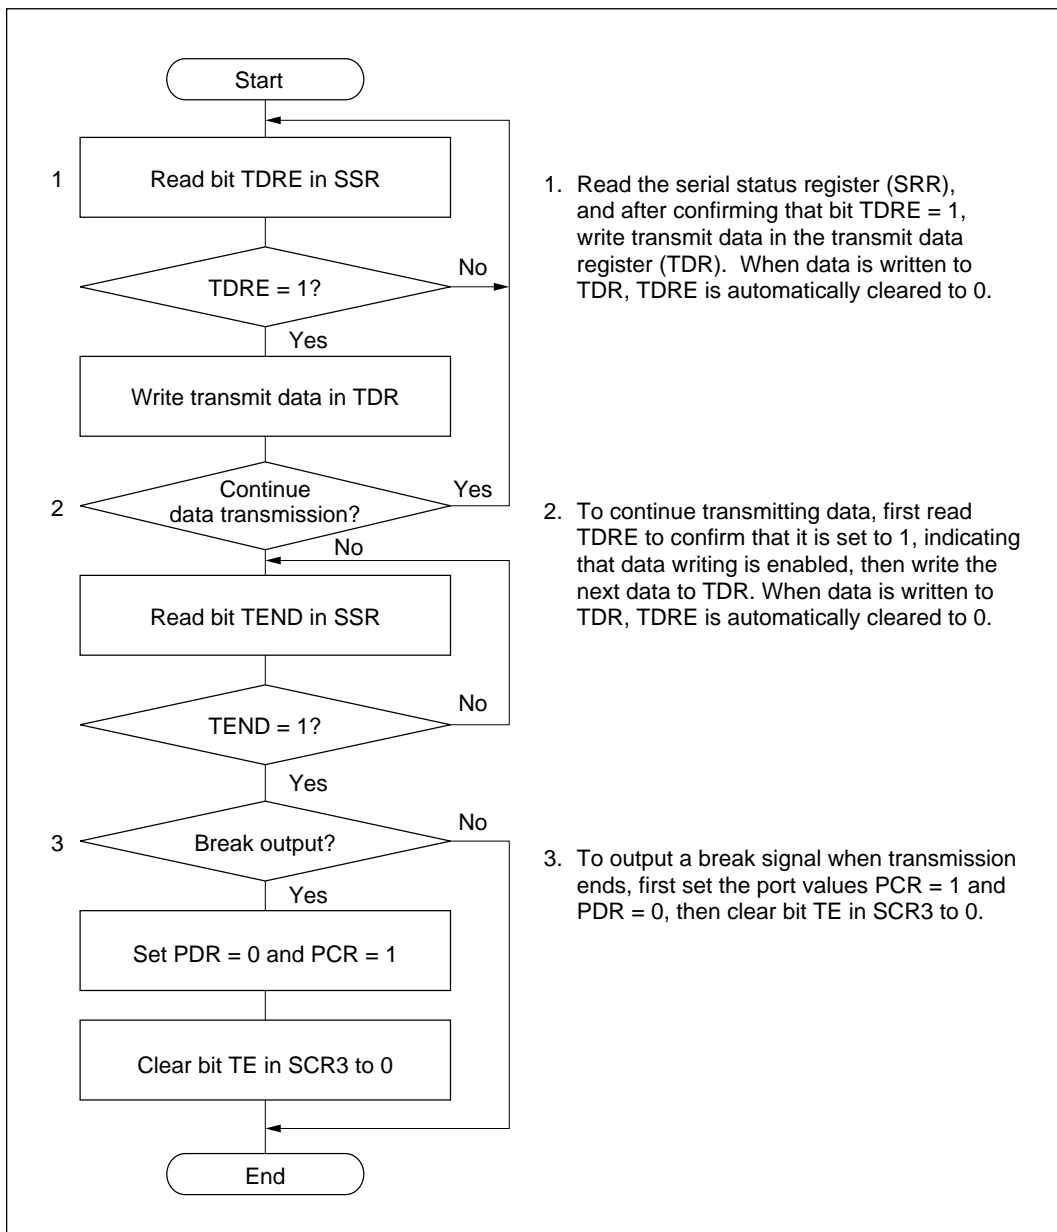 Start
1
Read bit TDRE in SSR
TDRE = 1?
No
Yes
Write transmit data in TDR
2
Continue
data transmission?
Yes
No
Read bit TEND in SSR
TEND = 1?
No
Yes
3
Break output?
No
Yes
Set PDR = 0 and PCR = 1
Clear bit TE in SCR3 to 0
End
1. Read the serial status register (SRR),
and after confirming that bit TDRE = 1,
write transmit data in the transmit data
register (TDR). When data is written to
TDR, TDRE is automatically cleared to 0.
2. To continue transmitting data, first read
TDRE to confirm that it is set to 1, indicating
that data writing is enabled, then write the
next data to TDR. When data is written to
TDR, TDRE is automatically cleared to 0.
3. To output a break signal when transmission
ends, first set the port values PCR = 1 and
PDR = 0, then clear bit TE in SCR3 to 0.